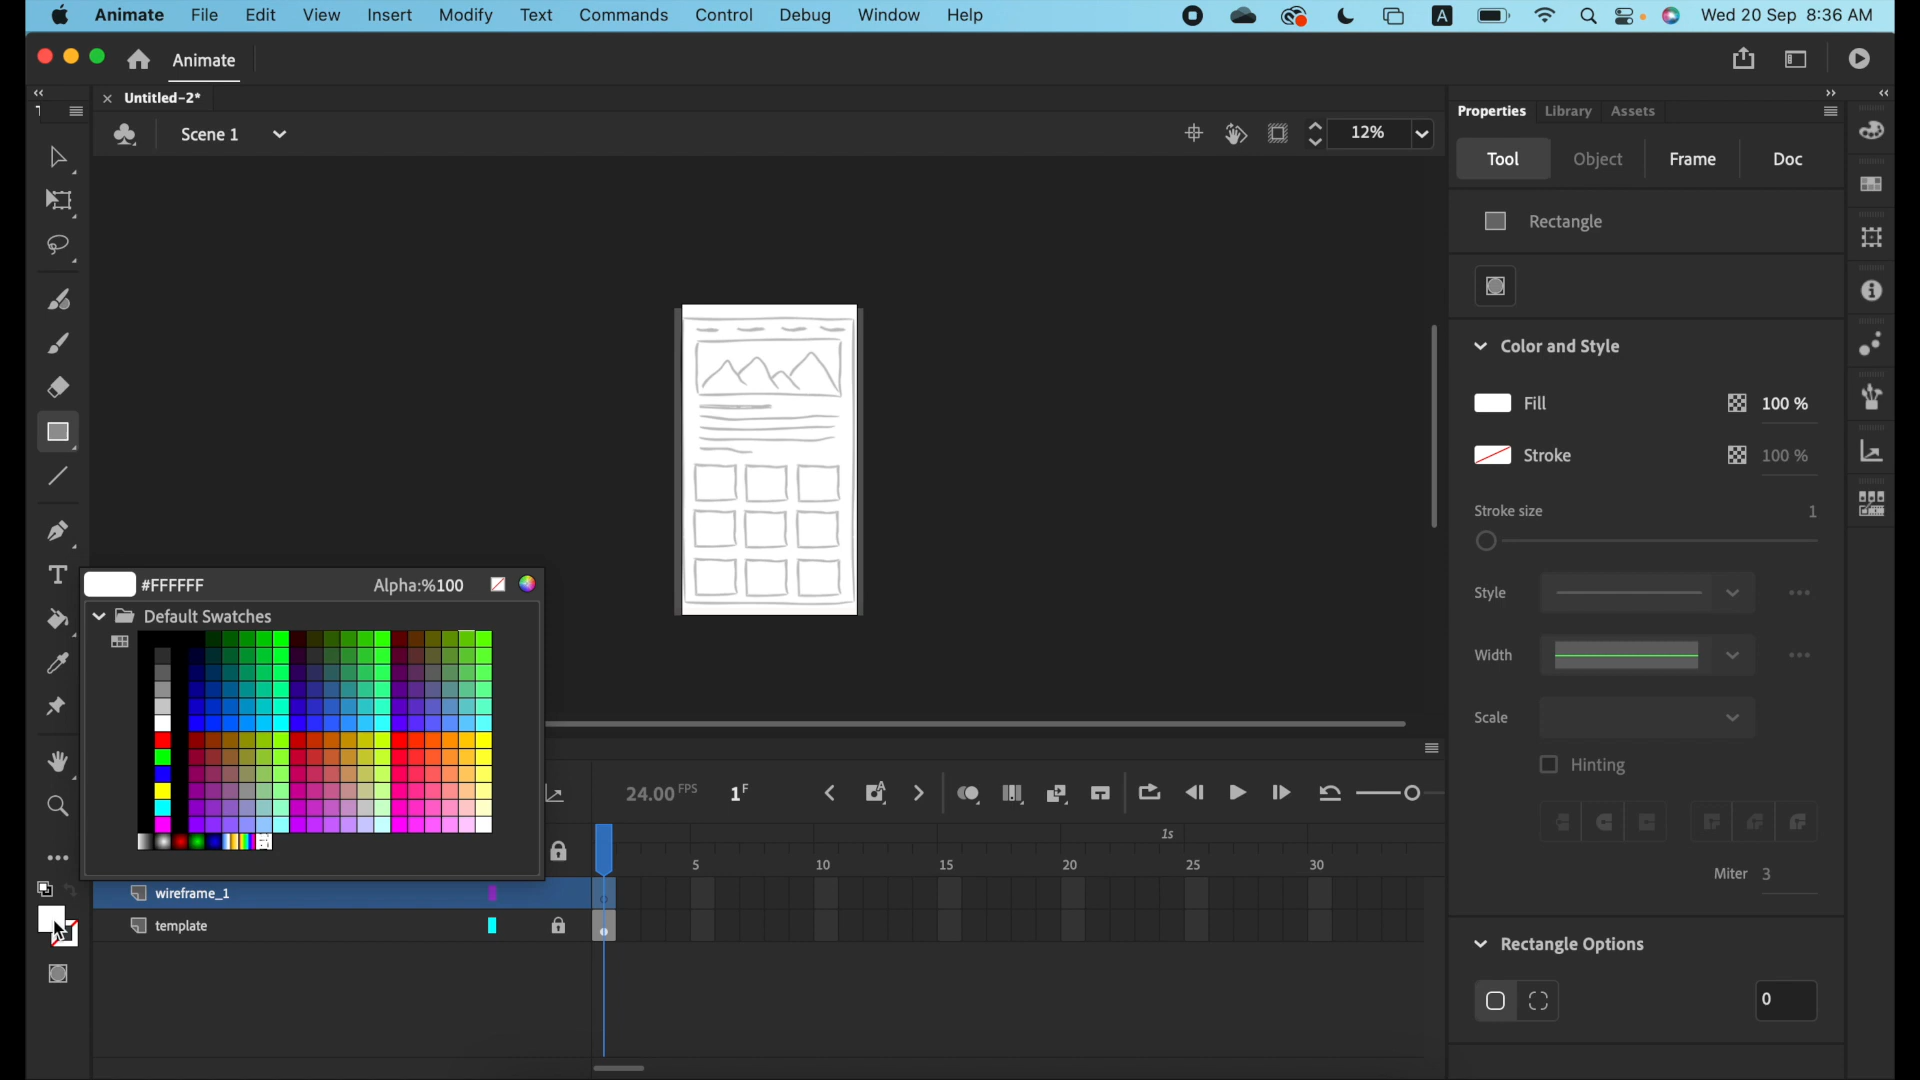 Animate File Edit View Insert Modify Text Commands Control Debug Window Help A Wed 20 Sep 8:36 AM
Animate
Untitled-2*
Scene 1 12%
Properties Library Assets
Tool Object Frame Doc
Rectangle
Color and Style
Fill 100 %
Stroke 100 %
Stroke size 1
Style
Width
Scale
Hinting
Miter 3
Rectangle Options
0
#FFFFFF Alpha:%100
Default Swatches
24.00 FPS 1 F
1s
5 10 15 20 25 30
wireframe_1
template